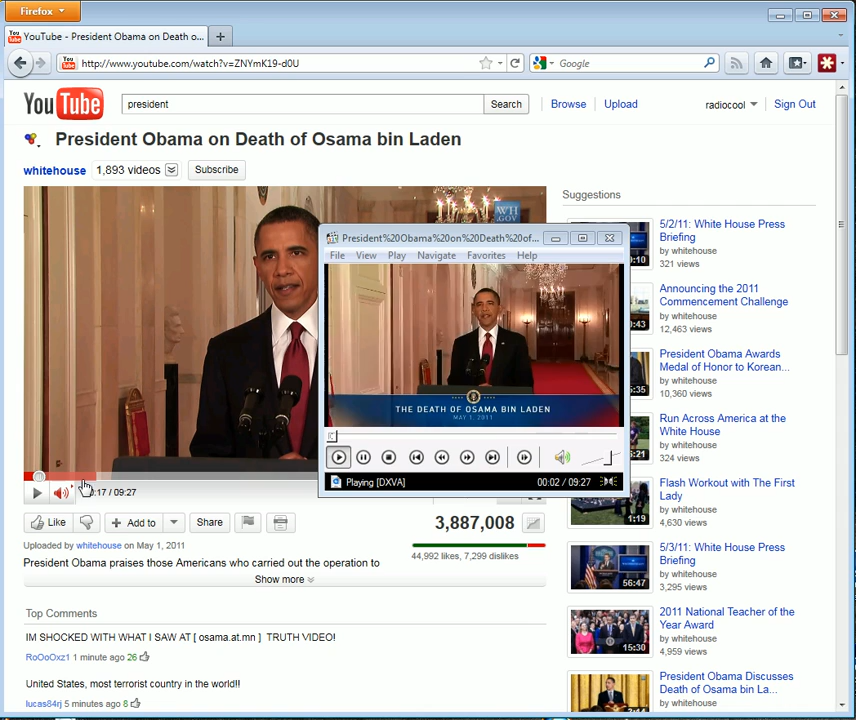 Firefox
YouTube - President Obama on Death o...
http://www.youtube.com/watch?v=ZNYmK19-d0U
Google
YouTube
president
Search
Browse
Upload
radiocool
Sign Out
President Obama on Death of Osama bin Laden
whitehouse
1,893 videos
Subscribe
WH
.GOV
President%20Obama%20on%20Death%20of...
File View Play Navigate Favorites Help
THE DEATH OF OSAMA BIN LADEN
MAY 1, 2011
Playing [DXVA]
00:02 / 09:27
:17 / 09:27
Like
Add to
Share
3,887,008
Uploaded by whitehouse on May 1, 2011
44,992 likes, 7,299 dislikes
President Obama praises those Americans who carried out the operation to
Show more
Top Comments
IM SHOCKED WITH WHAT I SAW AT [ osama.at.mn ] TRUTH VIDEO!
RoOoOxz1 1 minute ago 26
United States, most terrorist country in the world!!
lucas84rj 5 minutes ago 8
Suggestions
:10
5/2/11: White House Press
Briefing
by whitehouse
321 views
:43
Announcing the 2011
Commencement Challenge
by whitehouse
12,463 views
:35
President Obama Awards
Medal of Honor to Korean...
by whitehouse
10,360 views
:21
Run Across America at the
White House
by whitehouse
324 views
1:19
Flash Workout with The First
Lady
by whitehouse
4,630 views
56:47
5/3/11: White House Press
Briefing
by whitehouse
3,295 views
15:30
2011 National Teacher of the
Year Award
by whitehouse
4,959 views
President Obama Discusses
Death of Osama bin La...
by whitehouse